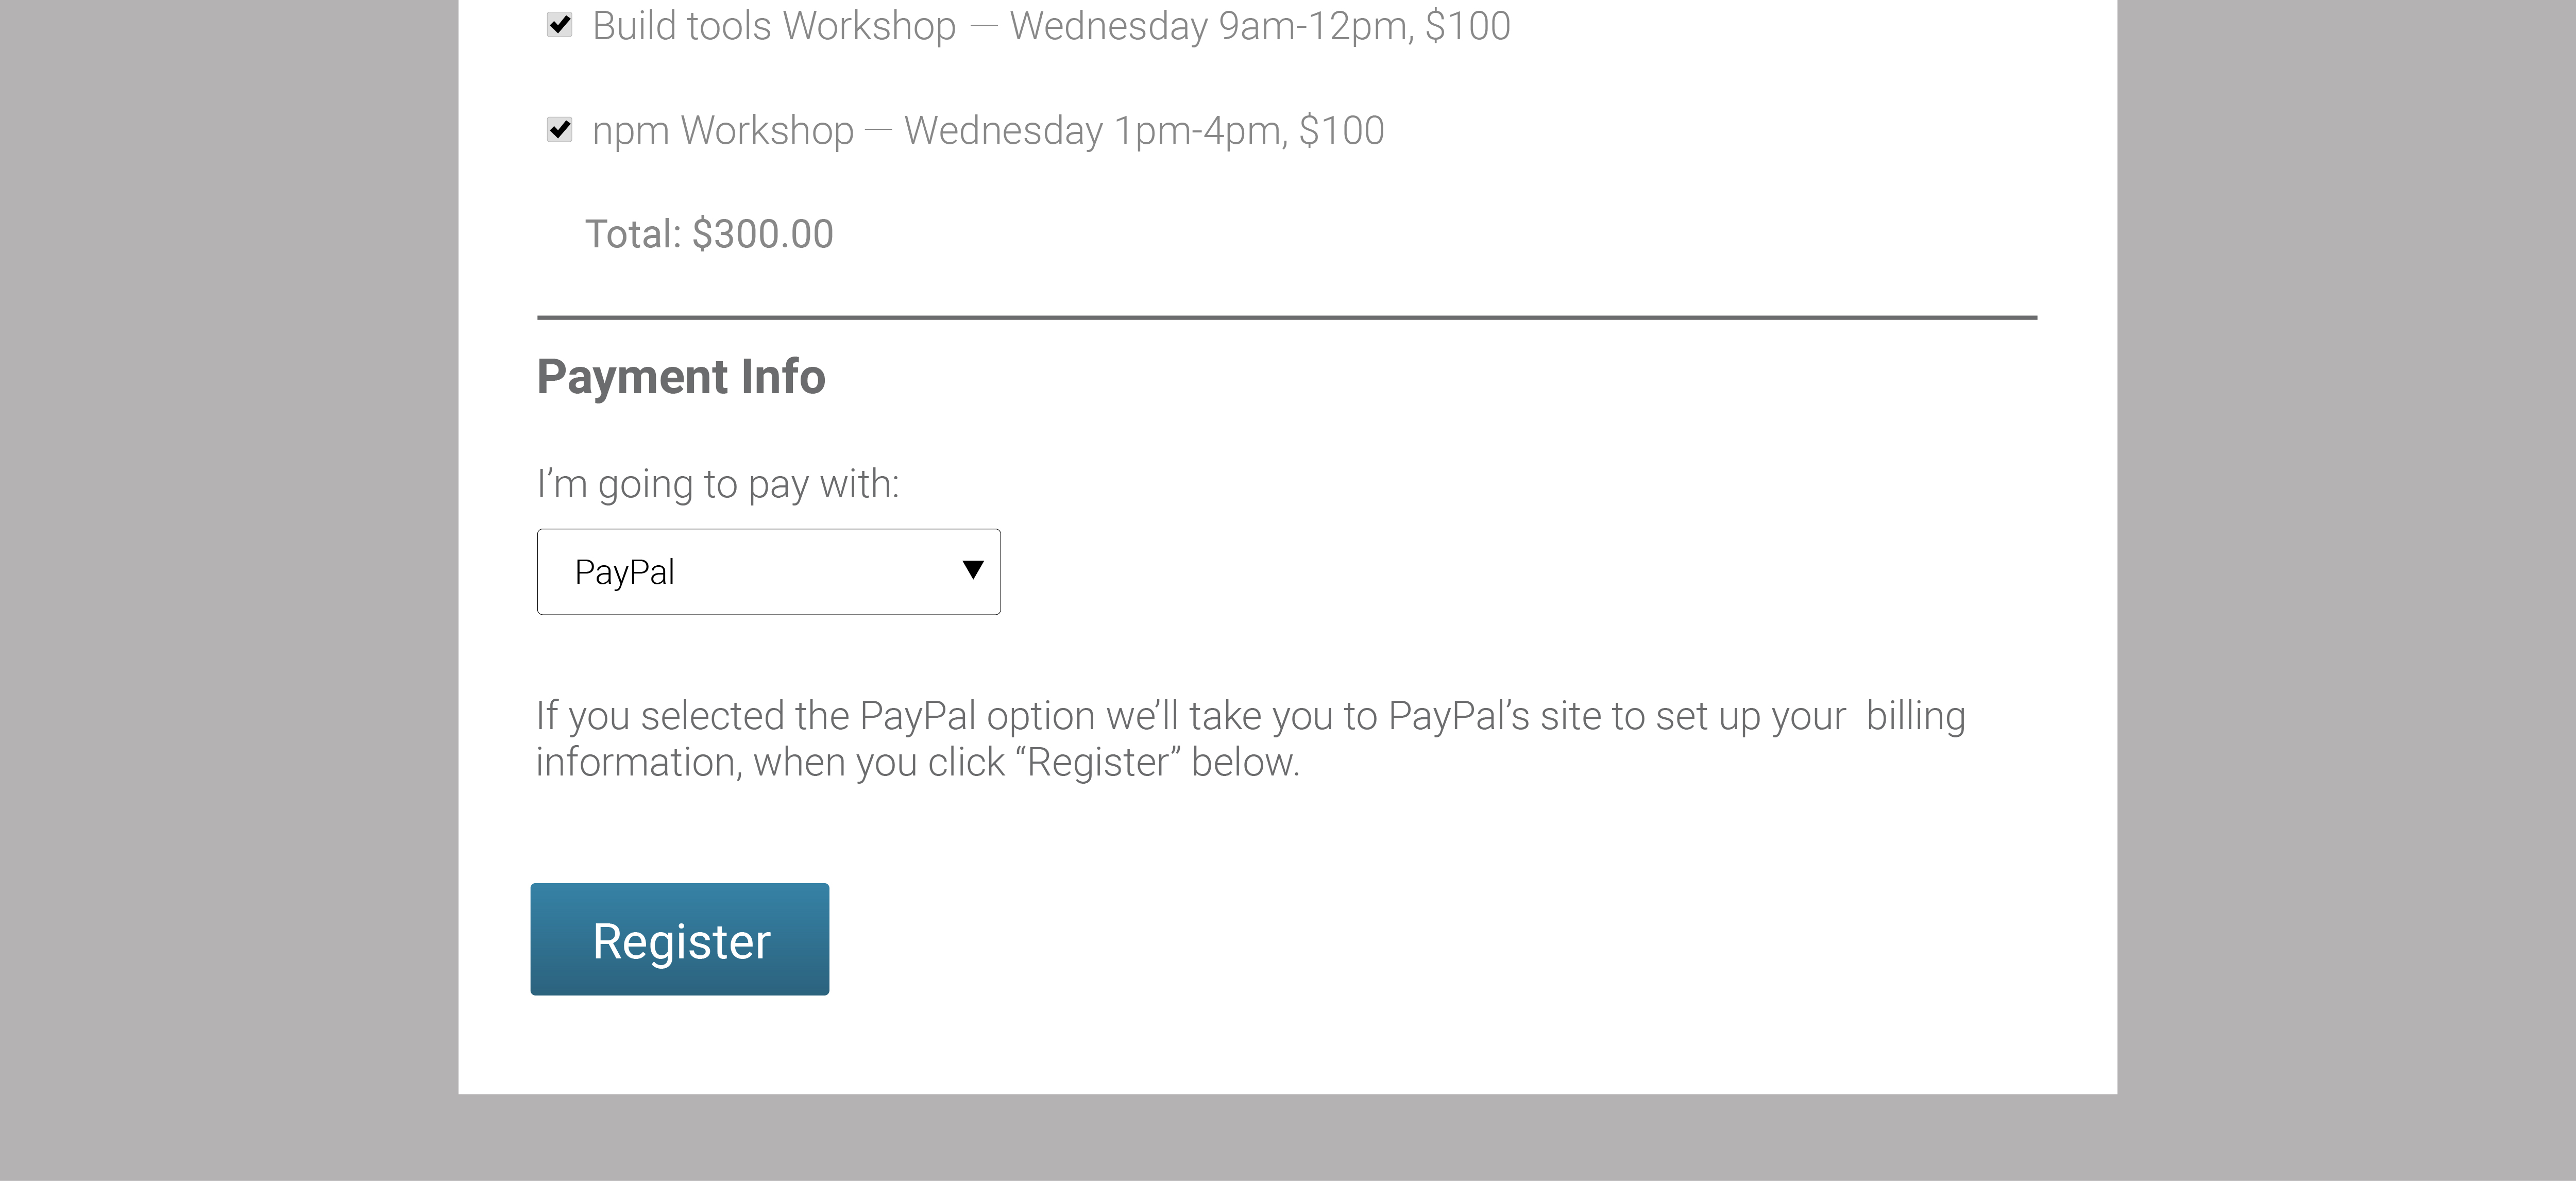 Build tools Workshop — Wednesday 9am-12pm, $100
npm Workshop — Wednesday 1pm-4pm, $100
Total: $300.00
Payment Info
I’m going to pay with:
PayPal
If you selected the PayPal option we’ll take you to PayPal’s site to set up your  billing
information, when you click “Register” below.
Register